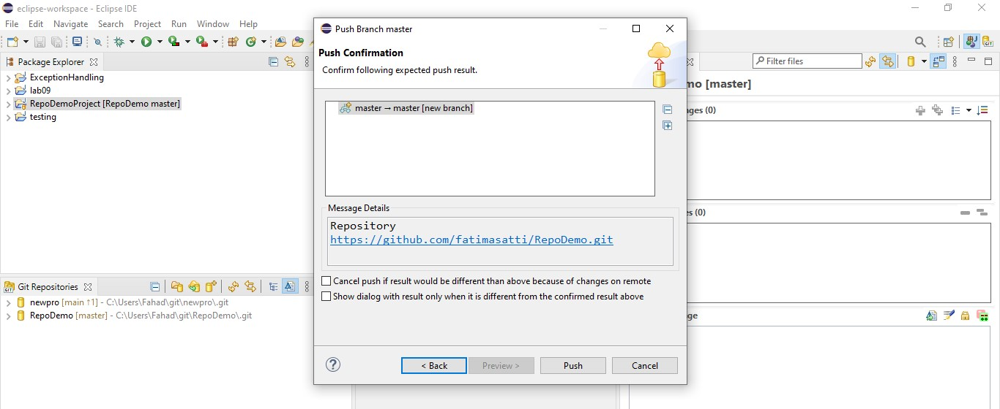 eclipse-workspace - Eclipse IDE
File Edit Navigate Search Project Run Window Help
Package Explorer
ExceptionHandling
lab09
RepoDemoProject [RepoDemo master]
testing
Git Repositories
newpro [main ↑1] - C:\Users\Fahad\git\newpro\.git
RepoDemo [master] - C:\Users\Fahad\git\RepoDemo\.git
Push Branch master
Push Confirmation
Confirm following expected push result.
master → master [new branch]
Message Details
Repository
https://github.com/fatimasatti/RepoDemo.git
Cancel push if result would be different than above because of changes on remote
Show dialog with result only when it is different from the confirmed result above
< Back Preview > Push Cancel
GIT
Filter files
mo [master]
ages (0)
es (0)
age